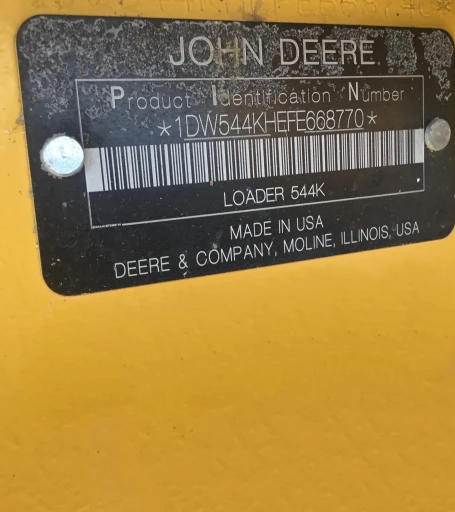 JOHN DEERE
Product Identification Number
*1DW544KHEFE668770*
LOADER 544K
MADE IN USA
DEERE & COMPANY, MOLINE, ILLINOIS, USA